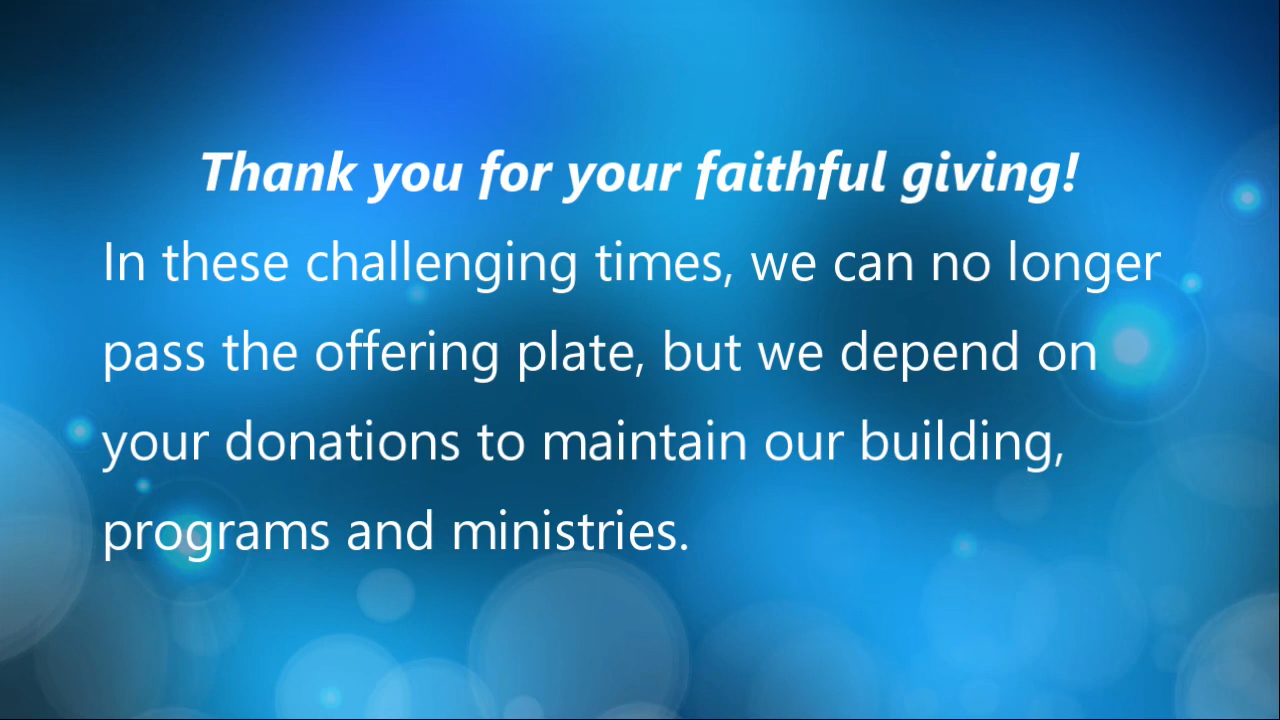 Thank you for your faithful giving!
In these challenging times, we can no longer
pass the offering plate, but we depend on
your donations to maintain our building,
programs and ministries.